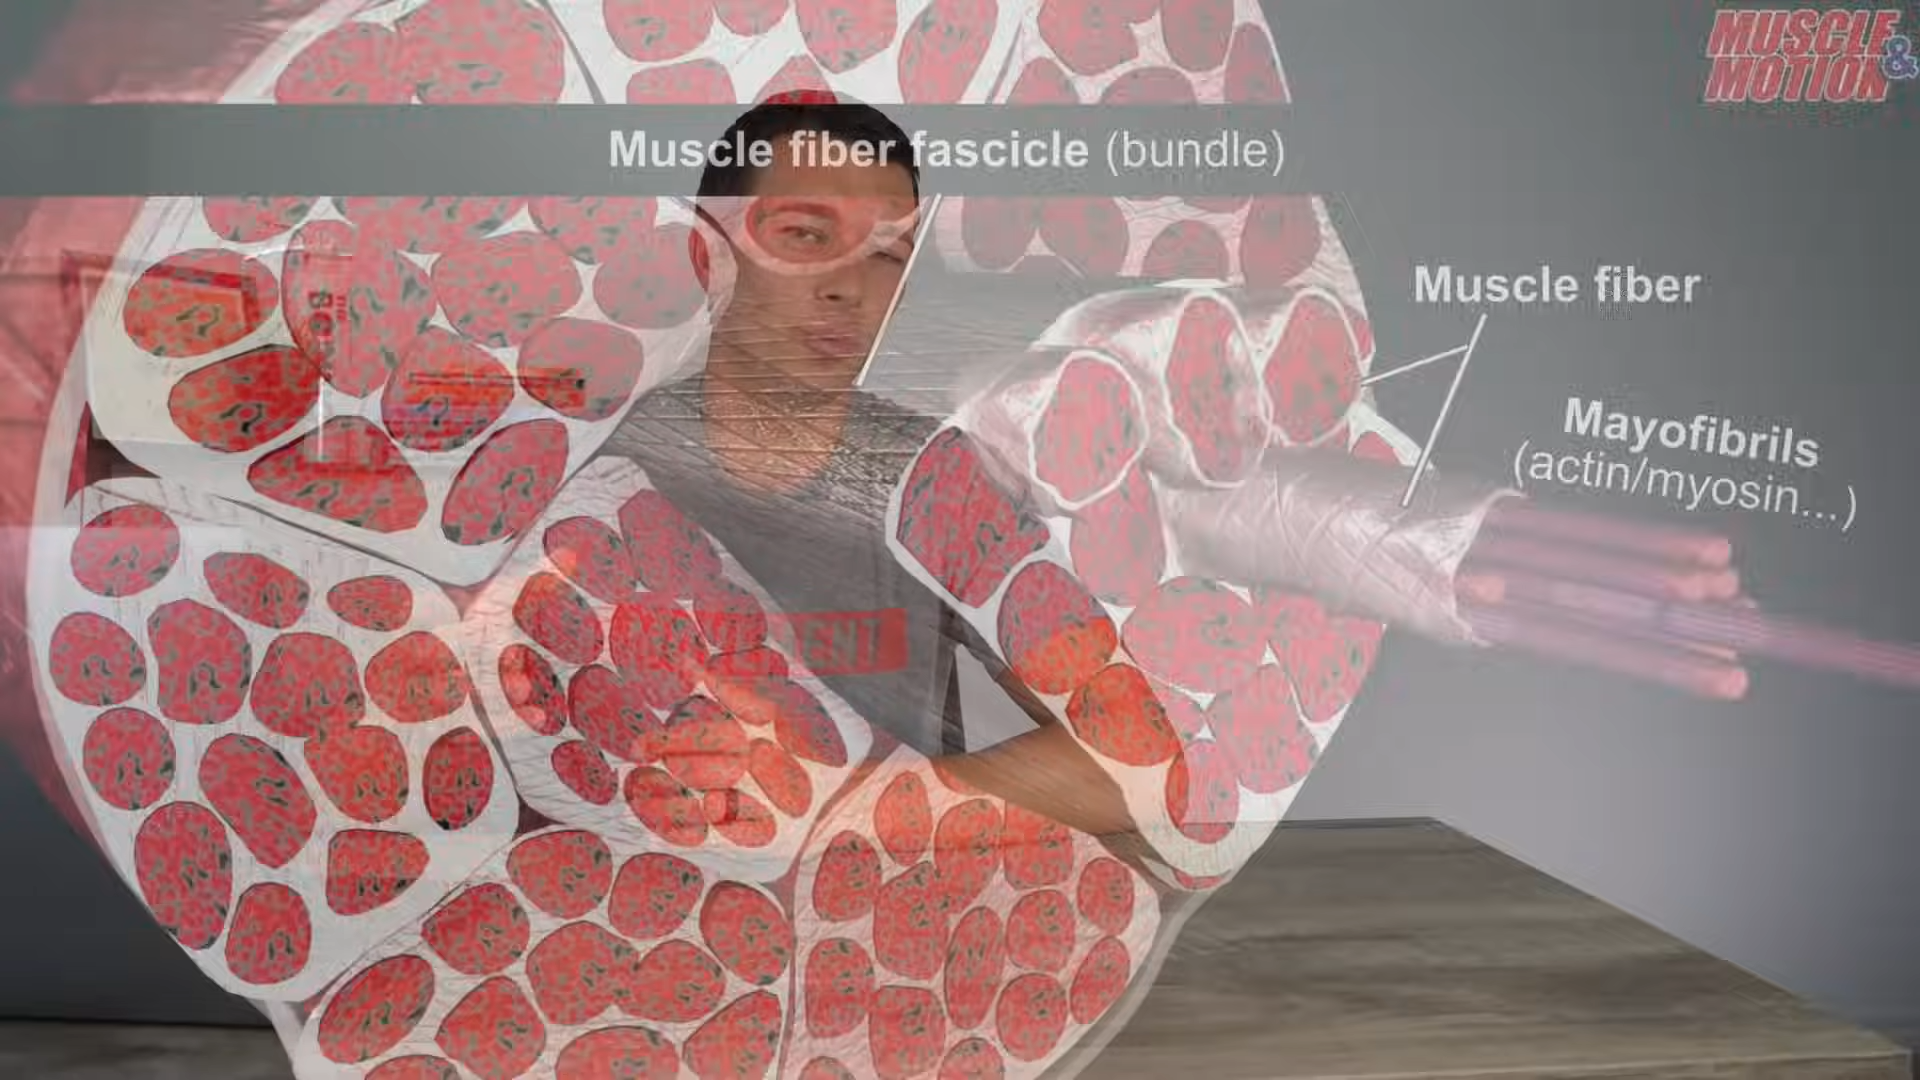 MUSCLE
& MOTION
Muscle fiber fascicle (bundle)
Muscle fiber
Mayofibrils
(actin/myosin...)